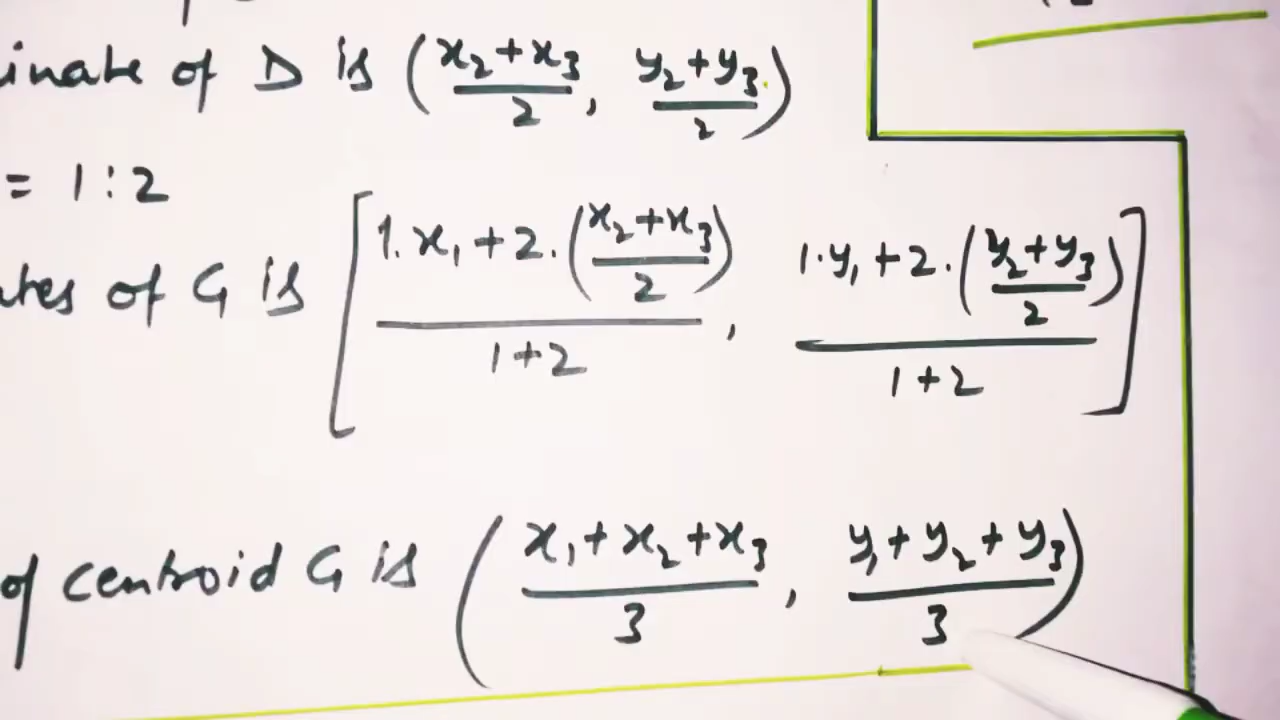 inate of D is (x₂+x₃/2, y₂+y₃/2)
= 1:2
ates of G is [1.x₁+2.(x₂+x₃/2)/1+2, 1.y₁+2.(y₂+y₃/2)/1+2]
of centroid G is (x₁+x₂+x₃/3, y₁+y₂+y₃/3)